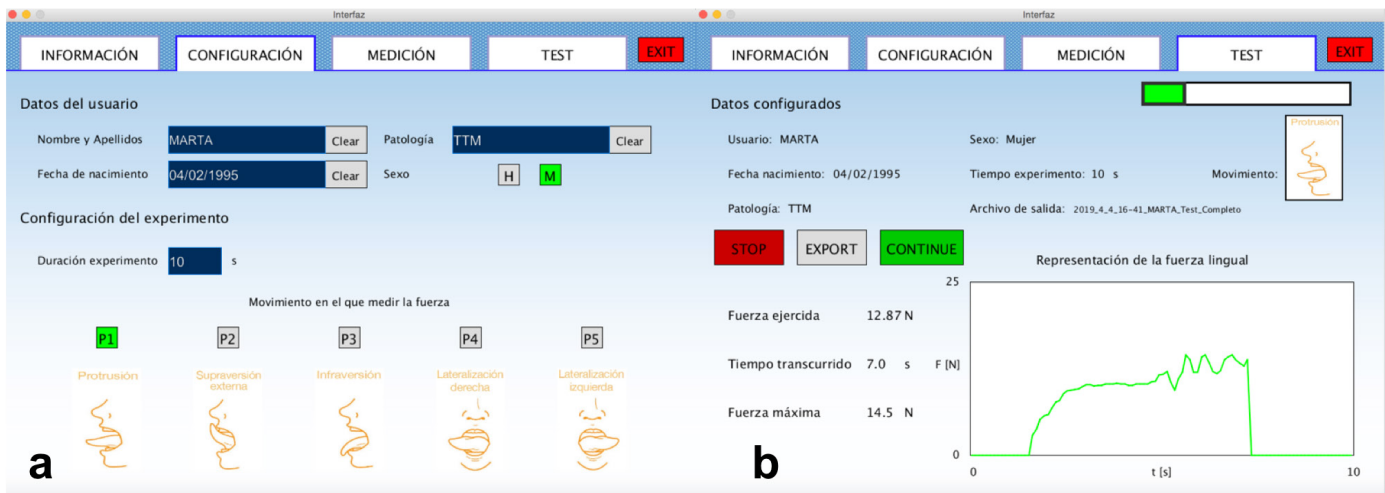 Interfaz
INFORMACIÓN CONFIGURACIÓN MEDICIÓN TEST EXIT
Datos del usuario
Nombre y Apellidos MARTA Clear Patología TTM Clear
Fecha de nacimiento 04/02/1995 Clear Sexo H M
Configuración del experimento
Duración experimento 10 s
Movimiento en el que medir la fuerza
P1 P2 P3 P4 P5
Protrusión Supraversión externa Infraversión Lateralización derecha Lateralización izquierda
a
Interfaz
INFORMACIÓN CONFIGURACIÓN MEDICIÓN TEST EXIT
Datos configurados
Protrusión
Usuario: MARTA Sexo: Mujer
Fecha nacimiento: 04/02/1995 Tiempo experimento: 10 s Movimiento:
Patología: TTM Archivo de salida: 2019_4_4_16-41_MARTA_Test_Completo
STOP EXPORT CONTINUE
Representación de la fuerza lingual
25
Fuerza ejercida 12.87 N
Tiempo transcurrido 7.0 s F [N]
Fuerza máxima 14.5 N
0
0 t [s] 10
b